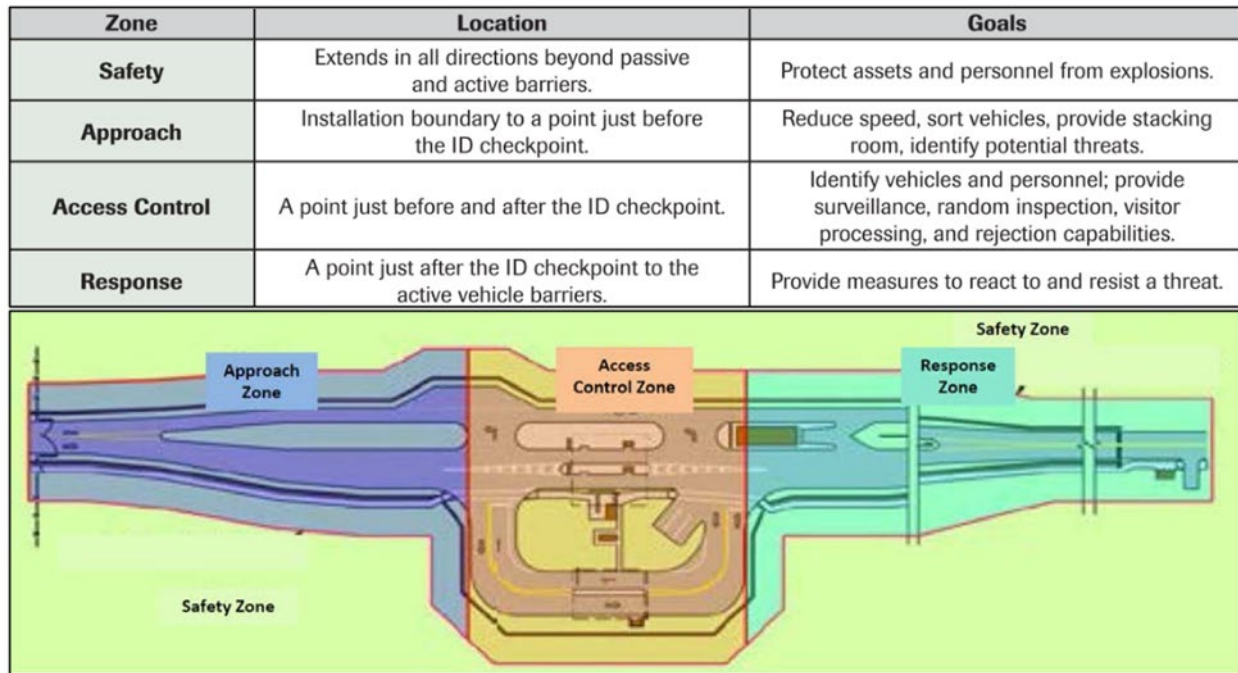 Zone Location Goals
Safety
Extends in all directions beyond passive
and active barriers.
Protect assets and personnel from explosions.
Approach
Installation boundary to a point just before
the ID checkpoint.
Reduce speed, sort vehicles, provide stacking
room, identify potential threats.
Access Control
A point just before and after the ID checkpoint.
Identify vehicles and personnel; provide
surveillance, random inspection, visitor
processing, and rejection capabilities.
Response
A point just after the ID checkpoint to the
active vehicle barriers.
Provide measures to react to and resist a threat.
Safety Zone
Approach
Zone
Access
Control Zone
Response
Zone
Safety Zone